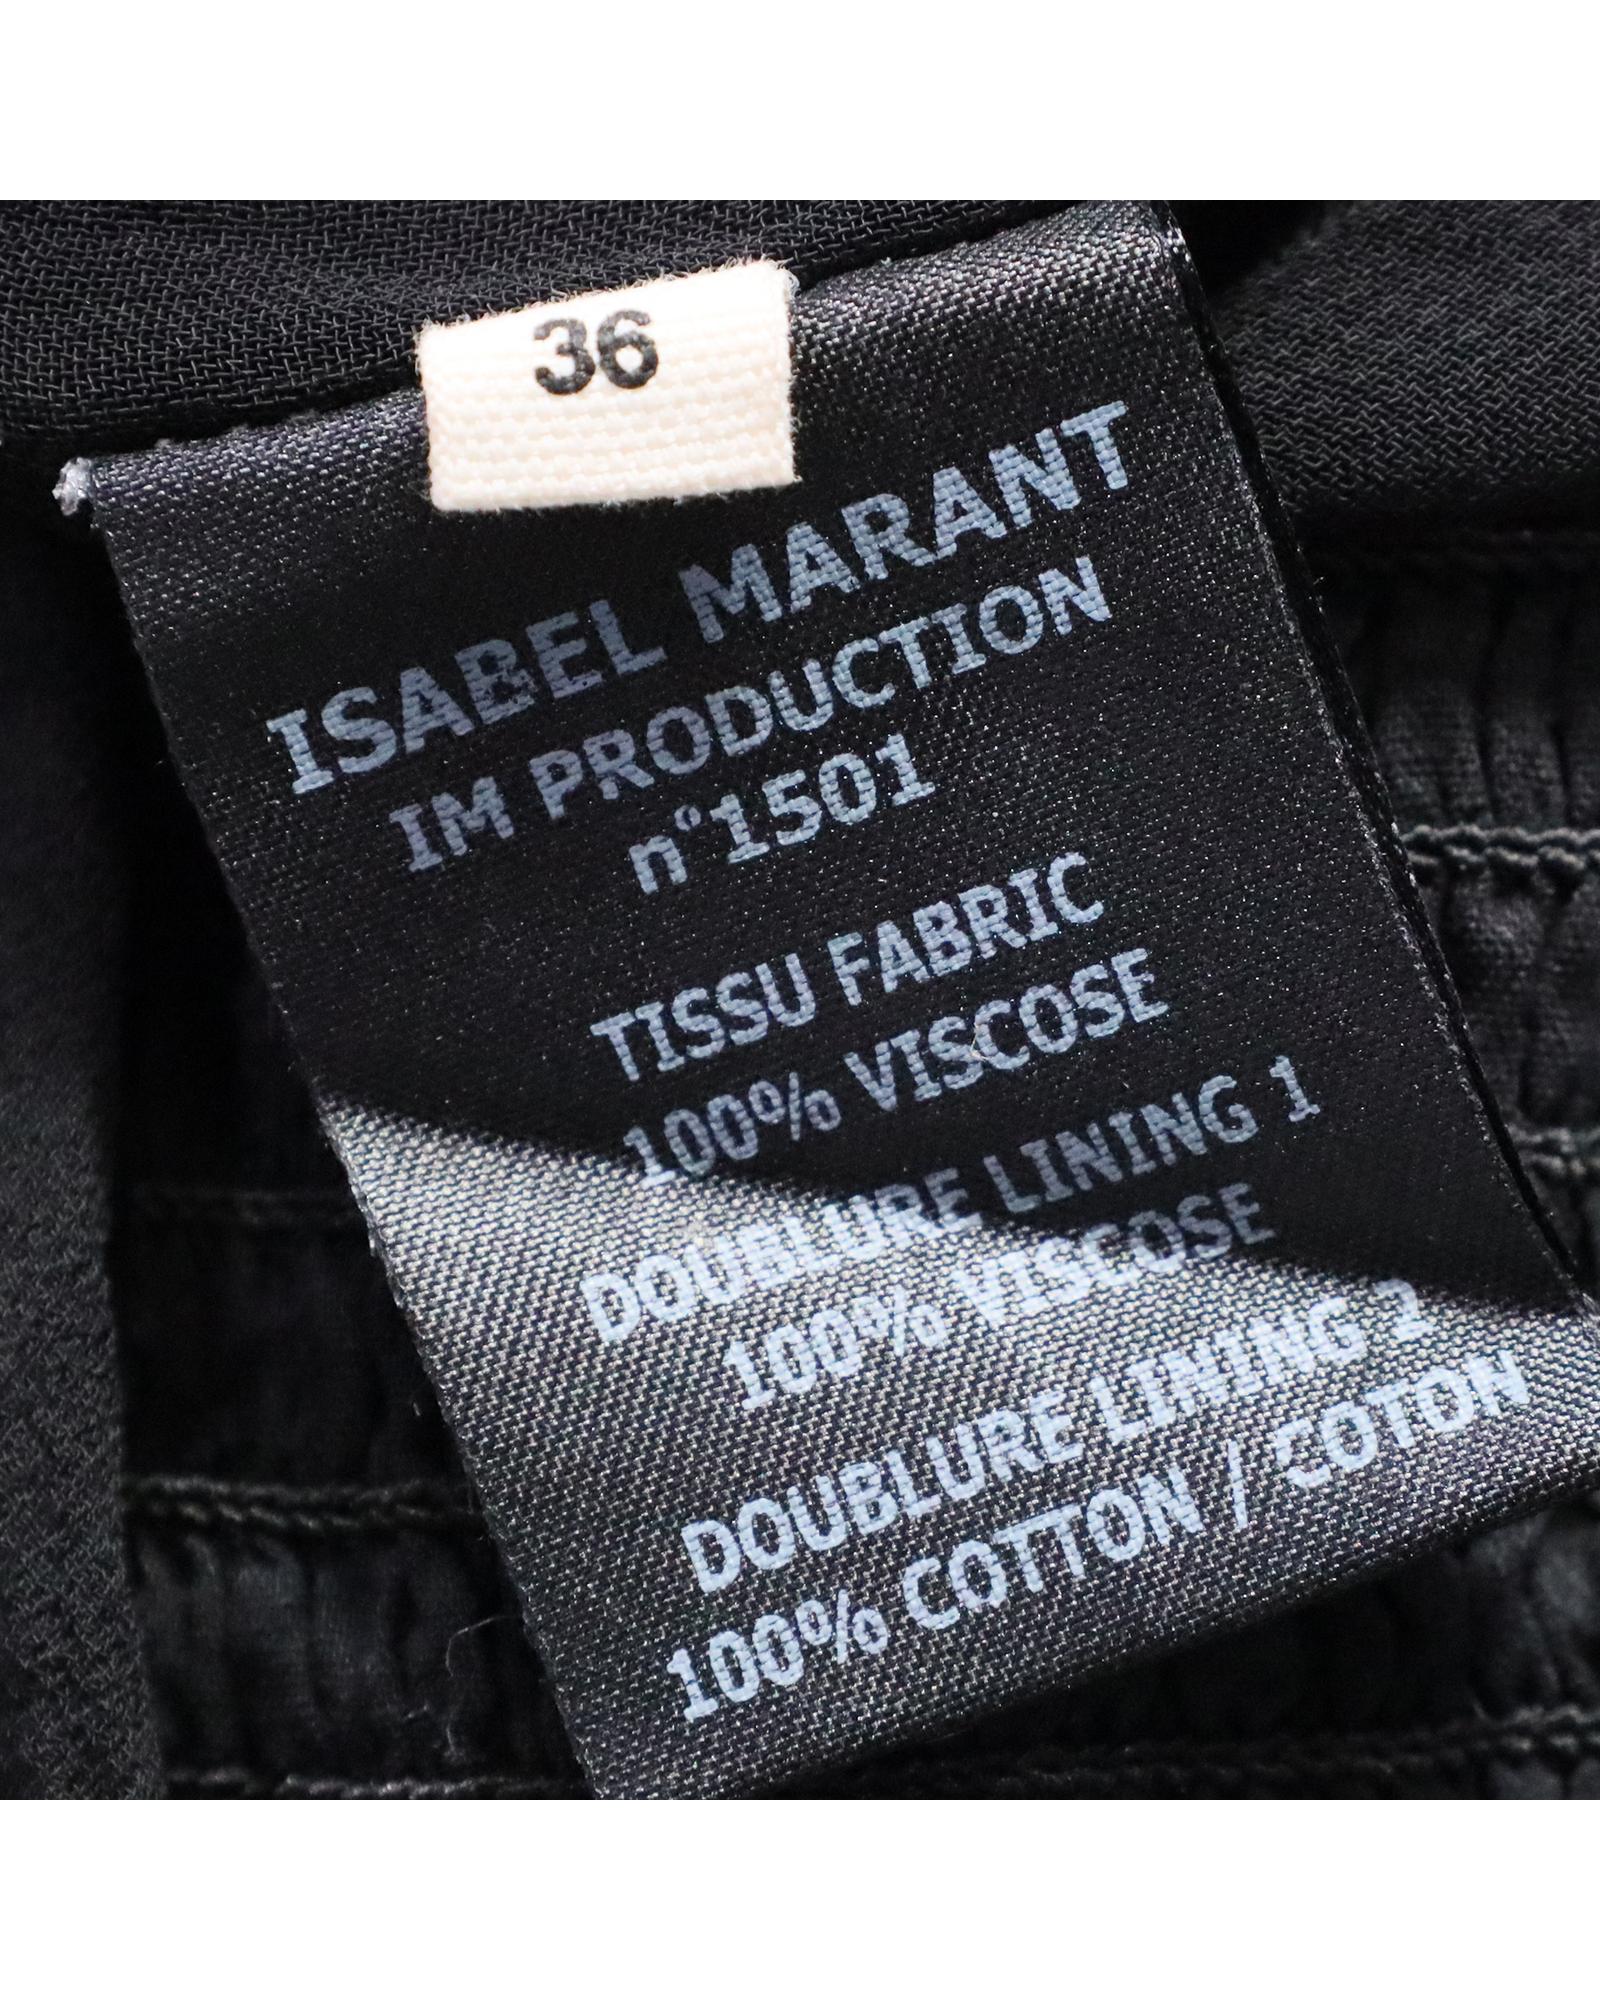 36
ISABEL MARANT
IM PRODUCTION
n°1501
TISSU FABRIC
100% VISCOSE
DOUBLURE LINING 1
100% VISCOSE
DOUBLURE LINING 2
100% COTTON / COTON